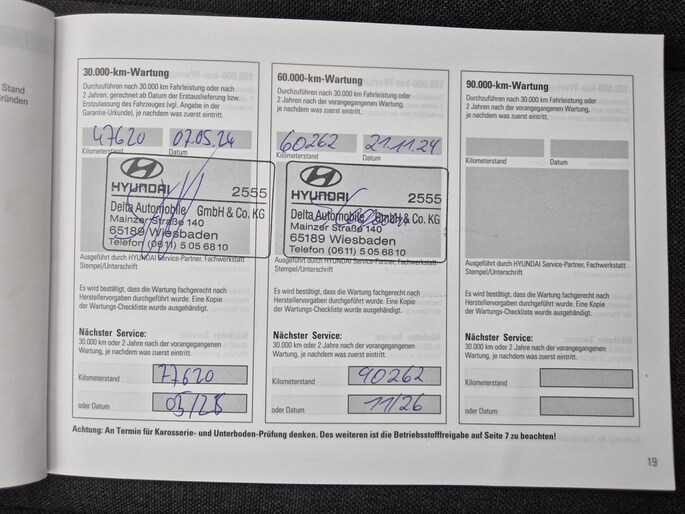 Stand
ründen
30.000-km-Wartung
Durchzuführen nach 30.000 km Fahrleistung oder nach
2 Jahren, gerechnet ab Datum der Erstauslieferung bzw.
Erstzulassung des Fahrzeuges (vgl. Angabe in der
Garantie-Urkunde), je nachdem was zuerst eintritt.
47620 07.05.24
Kilometerstand Datum
HYUNDAI 2555
Delta Automobile GmbH & Co. KG
Mainzer Straße 140
65189 Wiesbaden
Telefon (0611) 5 05 68 10
Ausgeführt durch HYUNDAI Service-Partner, Fachwerkstatt
Stempel/Unterschrift
Es wird bestätigt, dass die Wartung fachgerecht nach
Herstellervorgaben durchgeführt wurde. Eine Kopie
der Wartungs-Checkliste wurde ausgehändigt.
Nächster Service:
30.000 km oder 2 Jahre nach der vorangegangenen
Wartung, je nachdem was zuerst eintritt.
Kilometerstand 77620
oder Datum
60.000-km-Wartung
Durchzuführen nach 30.000 km Fahrleistung oder nach
2 Jahren nach der vorangegangenen Wartung,
je nachdem was zuerst eintritt.
60262 21.11.24
Kilometerstand Datum
HYUNDAI 2555
Delta Automobile GmbH & Co. KG
Mainzer Straße 140
65189 Wiesbaden
Telefon (0611) 5 05 68 10
Ausgeführt durch HYUNDAI Service-Partner, Fachwerkstatt
Stempel/Unterschrift
Es wird bestätigt, dass die Wartung fachgerecht nach
Herstellervorgaben durchgeführt wurde. Eine Kopie
der Wartungs-Checkliste wurde ausgehändigt.
Nächster Service:
30.000 km oder 2 Jahre nach der vorangegangenen
Wartung, je nachdem was zuerst eintritt.
Kilometerstand 90262
oder Datum 11/26
90.000-km-Wartung
Durchzuführen nach 30.000 km Fahrleistung oder nach
2 Jahren nach der vorangegangenen Wartung,
je nachdem was zuerst eintritt.
Kilometerstand Datum
Ausgeführt durch HYUNDAI Service-Partner, Fachwerkstatt
Stempel/Unterschrift
Es wird bestätigt, dass die Wartung fachgerecht nach
Herstellervorgaben durchgeführt wurde. Eine Kopie
der Wartungs-Checkliste wurde ausgehändigt.
Nächster Service:
30.000 km oder 2 Jahre nach der vorangegangenen
Wartung, je nachdem was zuerst eintritt.
Kilometerstand
oder Datum
Achtung: An Termin für Karosserie- und Unterboden-Prüfung denken. Des weiteren ist die Betriebsstofffreigabe auf Seite 7 zu beachten!
19